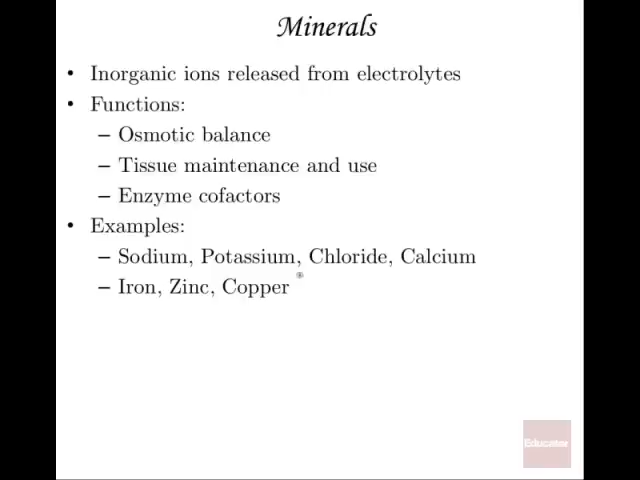 Minerals
• Inorganic ions released from electrolytes
• Functions:
– Osmotic balance
– Tissue maintenance and use
– Enzyme cofactors
• Examples:
– Sodium, Potassium, Chloride, Calcium
– Iron, Zinc, Copper
Educator